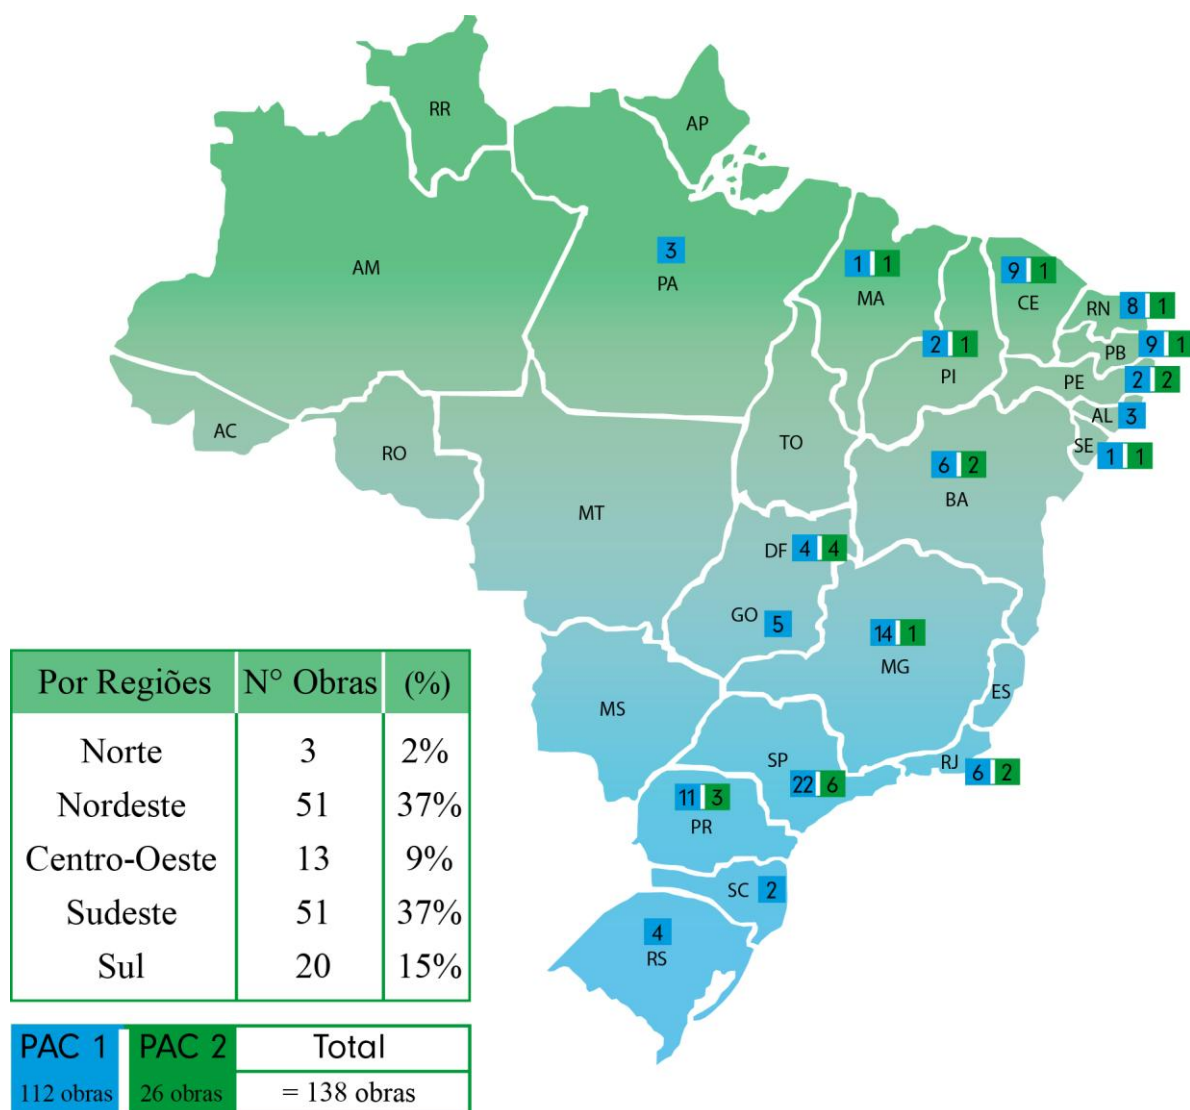 RR
AP
AM
3
PA
1 1
MA
9 1
CE
RN 8 1
2 1
PI
PB 9 1
PE 2 2
AL 3
SE 1 1
AC
RO
TO
6 2
BA
MT
DF 4 4
GO 5
14 1
MG
ES
MS
SP
22 6
RJ 6 2
11 3
PR
SC 2
4
RS
Por Regiões N° Obras (%)
Norte 3 2%
Nordeste 51 37%
Centro-Oeste 13 9%
Sudeste 51 37%
Sul 20 15%
PAC 1 PAC 2 Total
112 obras 26 obras = 138 obras